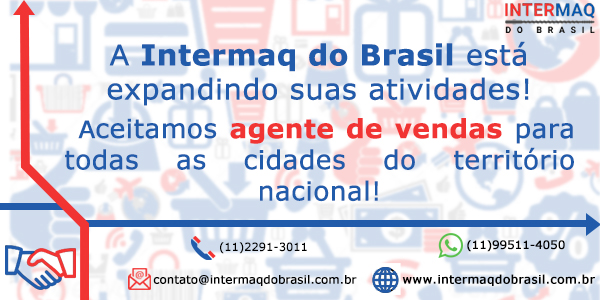 INTERMAQ
DO BRASIL
A Intermaq do Brasil está
expandindo suas atividades!
Aceitamos agente de vendas para
todas as cidades do território
nacional!
(11)2291-3011
(11)99511-4050
contato@intermaqdobrasil.com.br
www.intermaqdobrasil.com.br